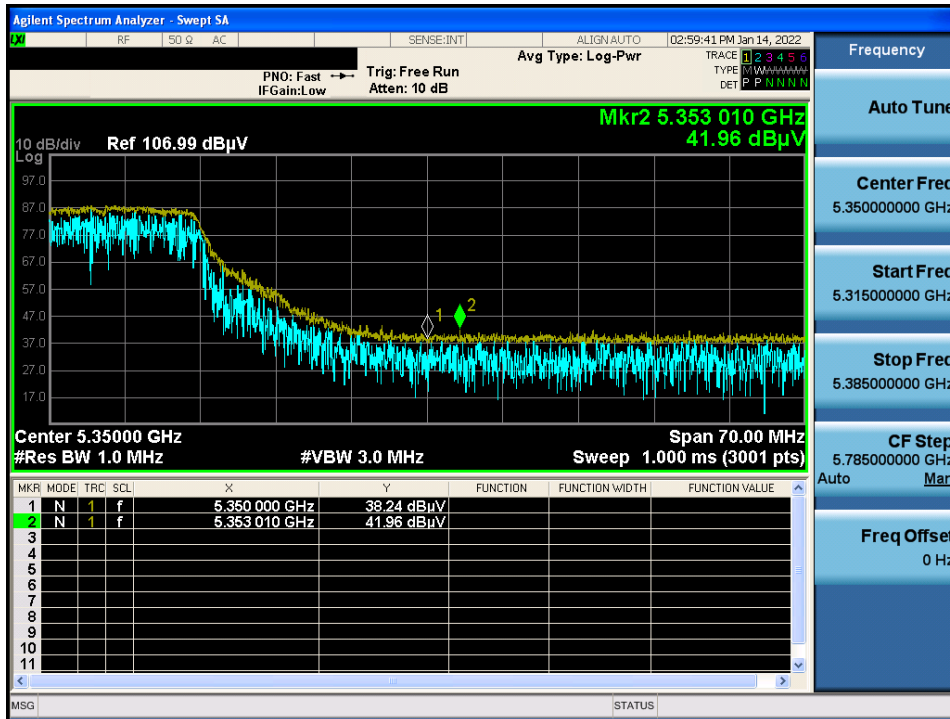 Agilent Spectrum Analyzer - Swept SA
LXI RF 50 Ω AC SENSE:INT ALIGN AUTO 02:59:41 PM Jan 14, 2022
Avg Type: Log-Pwr TRACE 1 2 3 4 5 6
PNO: Fast Trig: Free Run TYPE M W W W W W
IFGain:Low Atten: 10 dB DET P P N N N N
Mkr2 5.353 010 GHz
41.96 dBµV
10 dB/div Ref 106.99 dBµV
Log
97.0
87.0
77.0
67.0
57.0
47.0
37.0
27.0
17.0
1
2
Center 5.35000 GHz Span 70.00 MHz
#Res BW 1.0 MHz #VBW 3.0 MHz Sweep 1.000 ms (3001 pts)
MKR MODE TRC SCL X Y FUNCTION FUNCTION WIDTH FUNCTION VALUE
1 N 1 f 5.350 000 GHz 38.24 dBµV
2 N 1 f 5.353 010 GHz 41.96 dBµV
3
4
5
6
7
8
9
10
11
MSG STATUS
Frequency
Auto Tune
Center Freq
5.350000000 GHz
Start Freq
5.315000000 GHz
Stop Freq
5.385000000 GHz
CF Step
5.785000000 GHz
Auto Man
Freq Offset
0 Hz